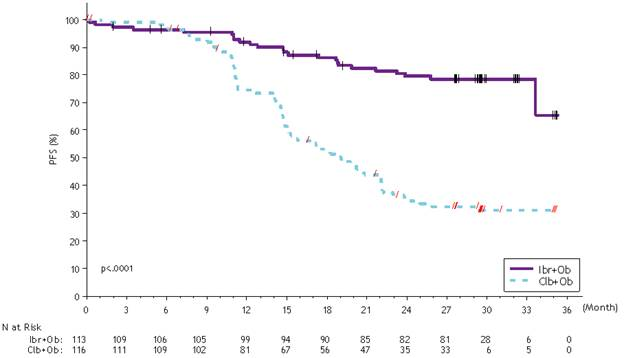 100
90
80
70
60
50
40
30
20
10
0
PFS (%)
p<.0001
Ibr+Ob
Clb+Ob
0 3 6 9 12 15 18 21 24 27 30 33 36 (Month)
N at Risk
Ibr+Ob: 113 109 106 105 99 94 90 85 82 81 28 6 0
Clb+Ob: 116 111 109 102 81 67 56 47 35 33 6 5 0